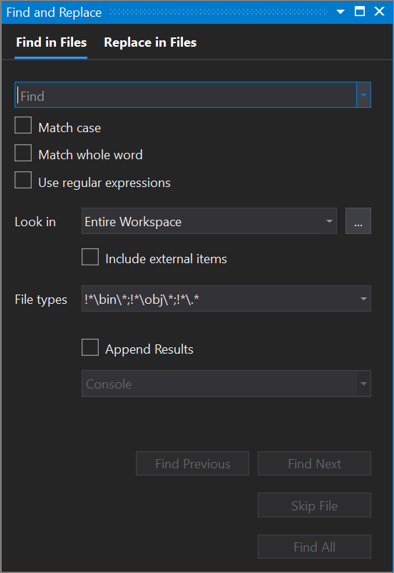 Find and Replace
Find in Files Replace in Files
Find
Match case
Match whole word
Use regular expressions
Look in Entire Workspace ...
Include external items
File types !*\bin\*;!*\obj\*;!*\.*
Append Results
Console
Find Previous Find Next
Skip File
Find All